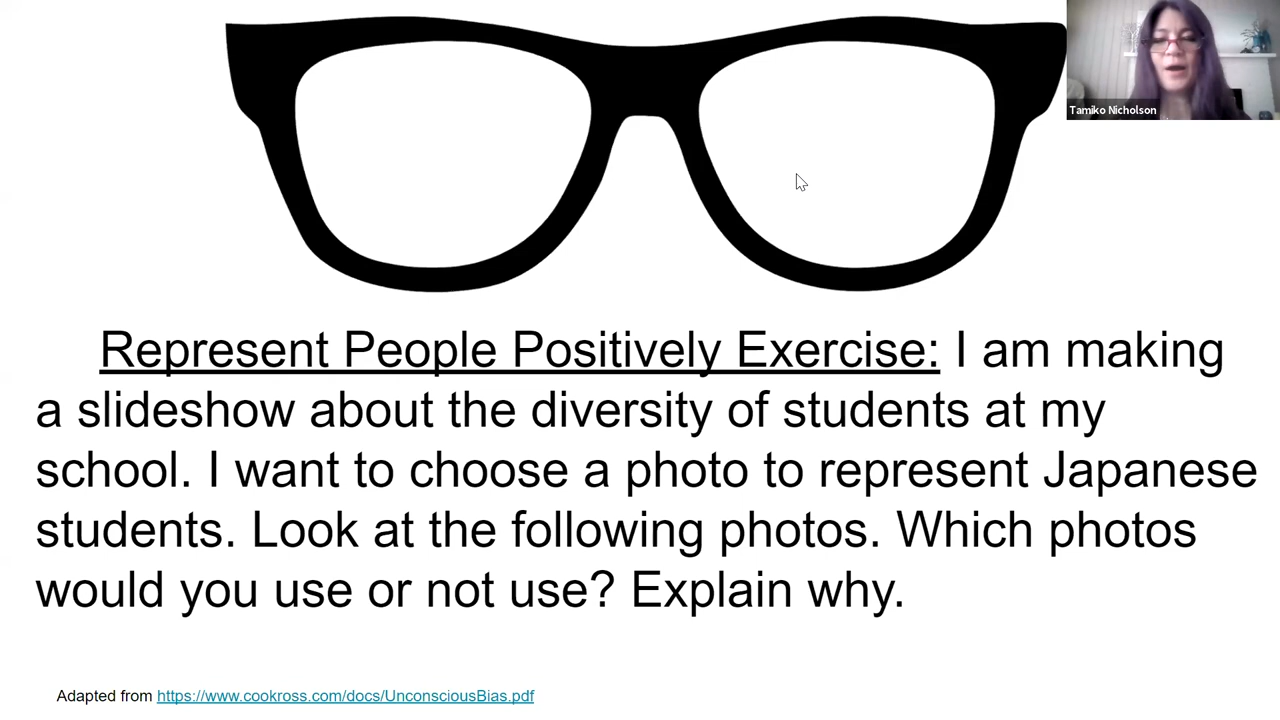 Tamiko Nicholson
Represent People Positively Exercise: I am making
a slideshow about the diversity of students at my
school. I want to choose a photo to represent Japanese
students. Look at the following photos. Which photos
would you use or not use? Explain why.
Adapted from https://www.cookross.com/docs/UnconsciousBias.pdf